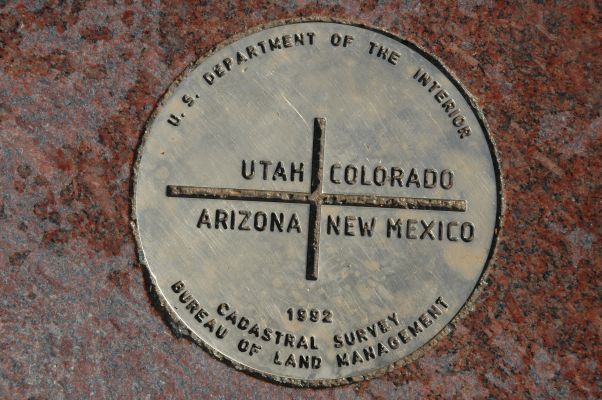 U. S. DEPARTMENT OF THE INTERIOR
UTAH COLORADO
ARIZONA NEW MEXICO
1992
CADASTRAL SURVEY
BUREAU OF LAND MANAGEMENT